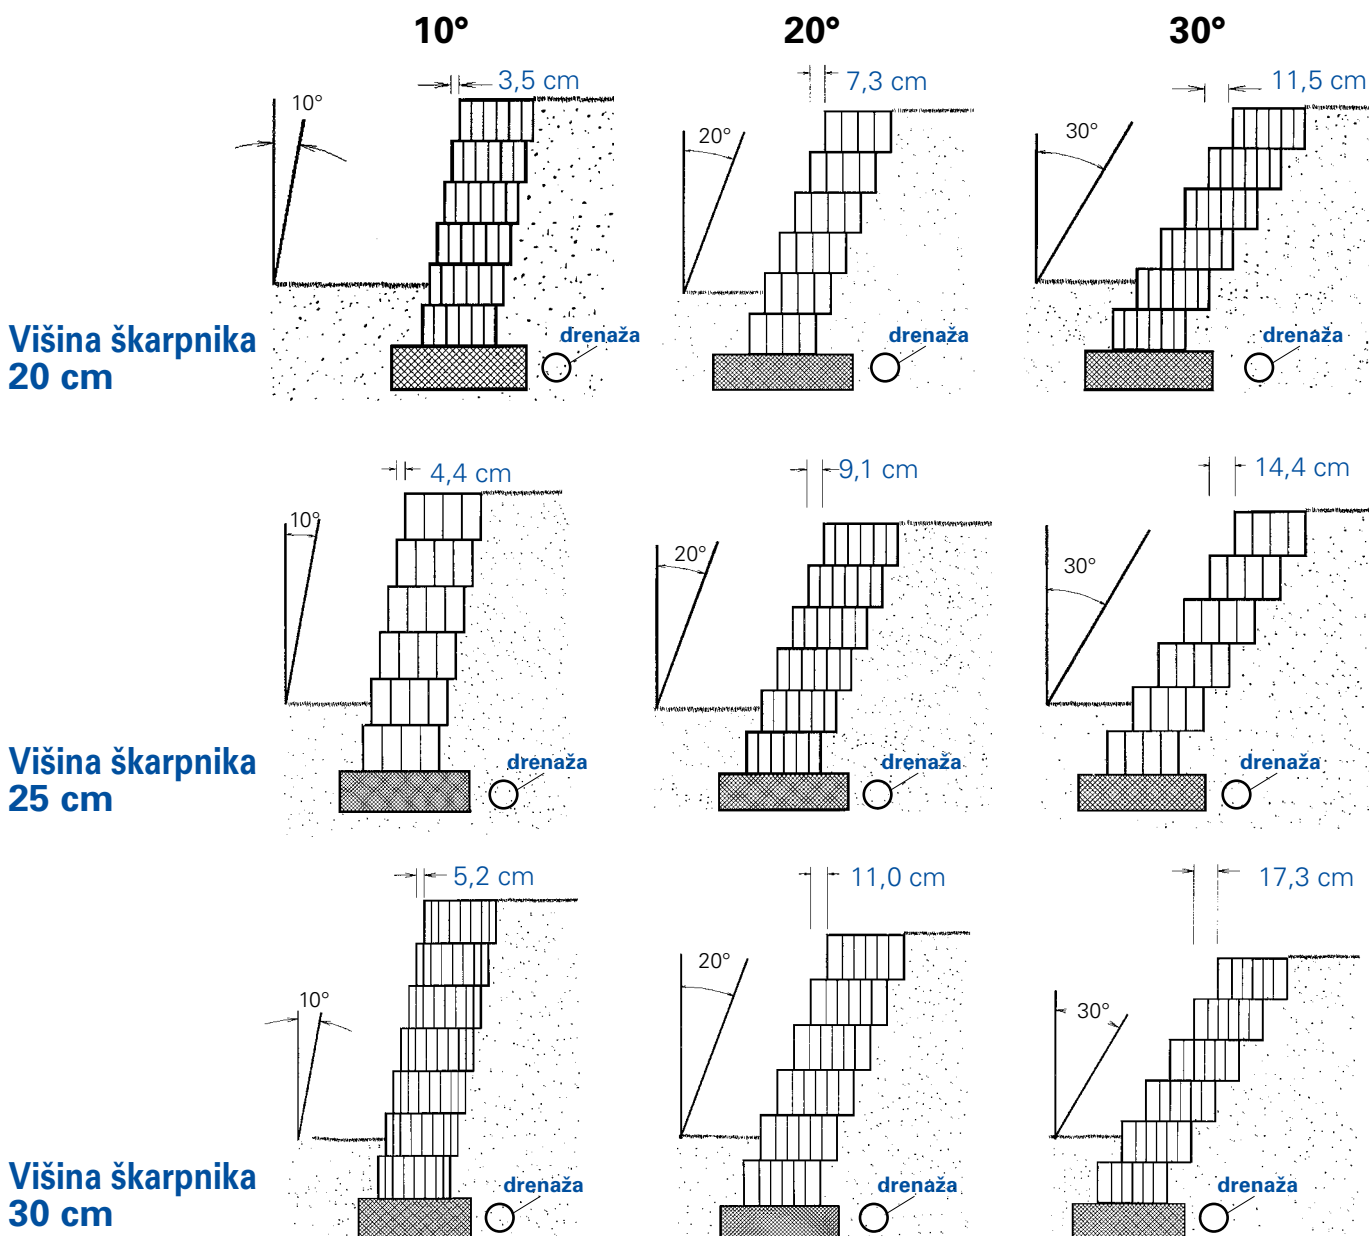 10° 20° 30°
3,5 cm 7,3 cm 11,5 cm
10° 20° 30°
Višina škarpnika
20 cm
drenaža drenaža drenaža
4,4 cm 9,1 cm 14,4 cm
10° 20° 30°
Višina škarpnika
25 cm
drenaža drenaža drenaža
5,2 cm 11,0 cm 17,3 cm
10° 20° 30°
Višina škarpnika
30 cm
drenaža drenaža drenaža